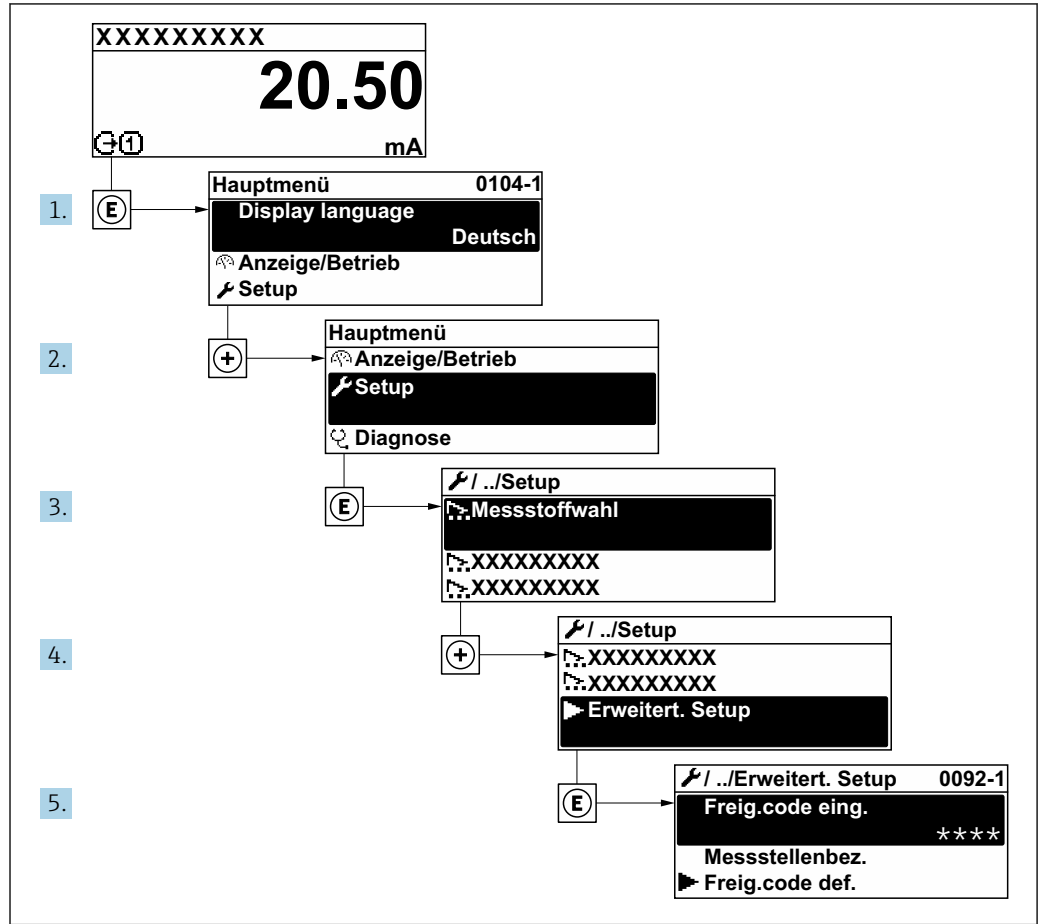 XXXXXXXXX
20.50
1 mA
1. E
Hauptmenü 0104-1
Display language
Deutsch
Anzeige/Betrieb
Setup
2. +
Hauptmenü
Anzeige/Betrieb
Setup
Diagnose
3. E
/ ../Setup
Messstoffwahl
XXXXXXXXX
XXXXXXXXX
4. +
/ ../Setup
XXXXXXXXX
XXXXXXXXX
Erweitert. Setup
5. E
/ ../Erweitert. Setup 0092-1
Freig.code eing.
****
Messstellenbez.
Freig.code def.